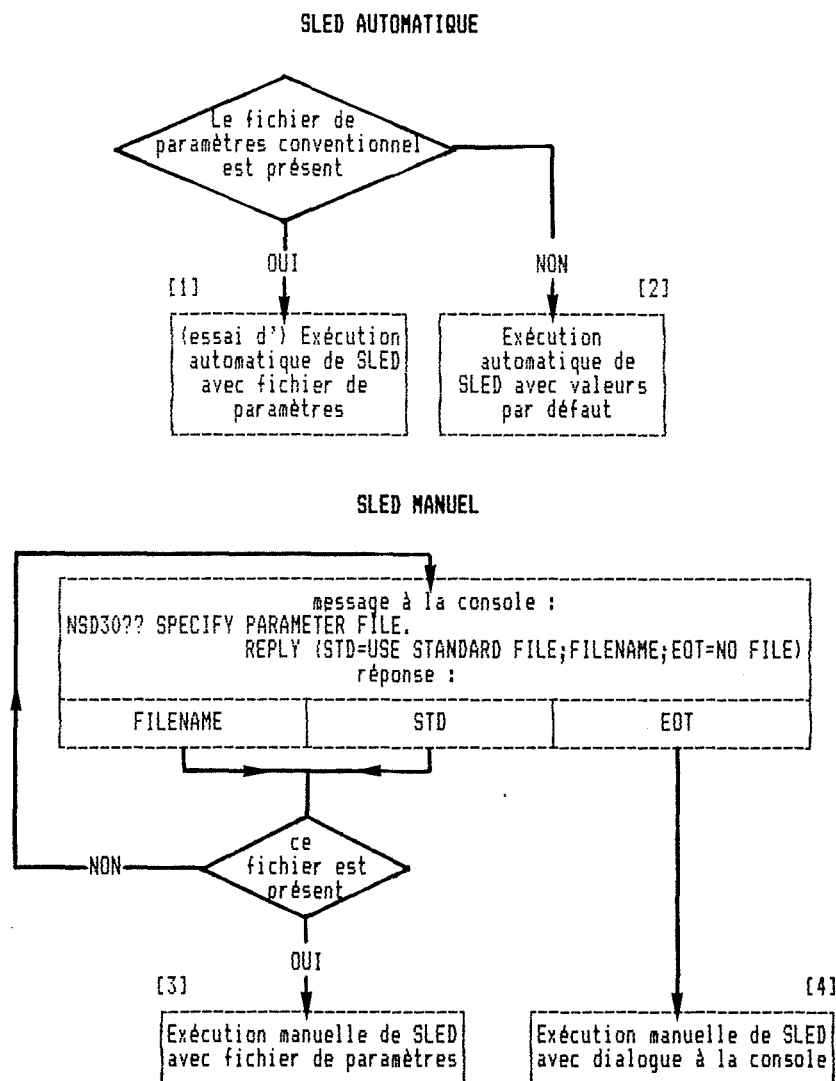 SLED AUTOMATIQUE
Le fichier de
paramètres conventionnel
est présent
OUI
NON
[1]
[2]
(essai d') Exécution
automatique de SLED
avec fichier de
paramètres
Exécution
automatique de
SLED avec valeurs
par défaut
SLED MANUEL
message à la console :
NSD30?? SPECIFY PARAMETER FILE.
REPLY (STD=USE STANDARD FILE;FILENAME;EOT=NO FILE)
réponse :
FILENAME
STD
EOT
ce
fichier est
présent
NON
OUI
[3]
[4]
Exécution manuelle de SLED
avec fichier de paramètres
Exécution manuelle de SLED
avec dialogue à la console